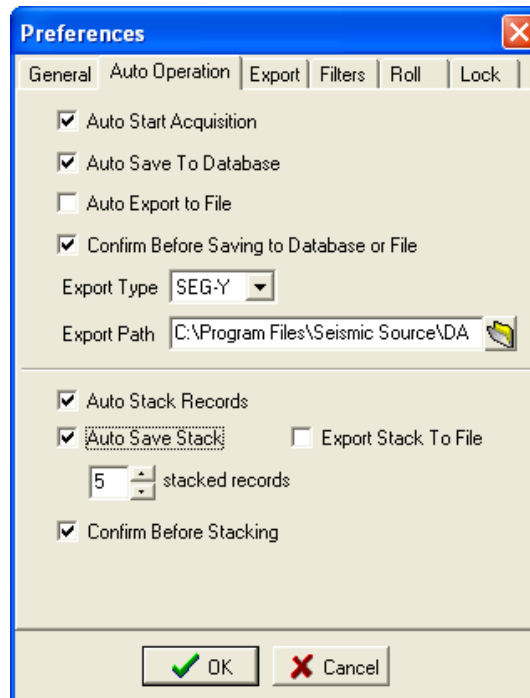 Preferences
General Auto Operation Export Filters Roll Lock
Auto Start Acquisition
Auto Save To Database
Auto Export to File
Confirm Before Saving to Database or File
Export Type SEG-Y
Export Path C:\Program Files\Seismic Source\DA
Auto Stack Records
Auto Save Stack Export Stack To File
5 stacked records
Confirm Before Stacking
OK Cancel